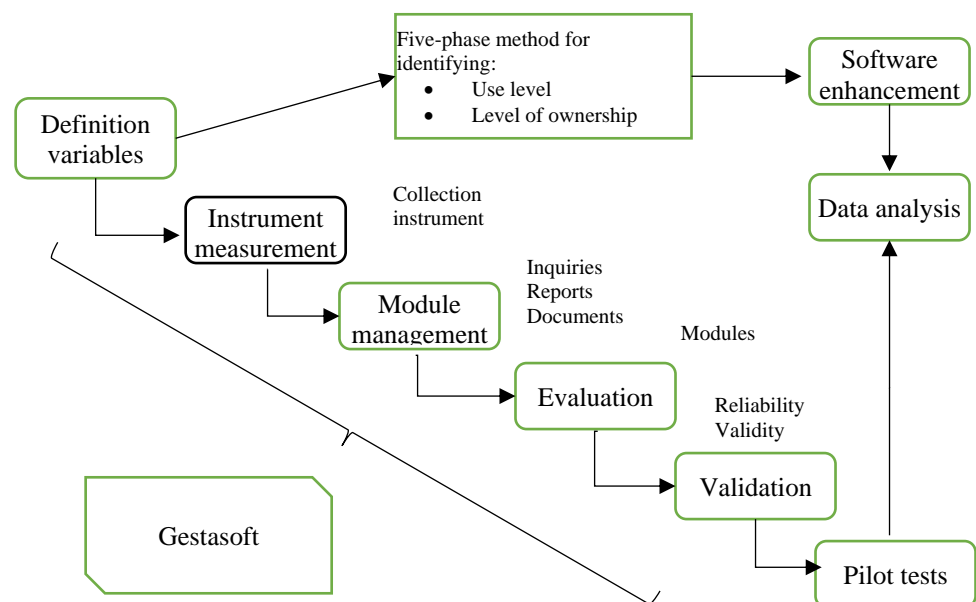 Five-phase method for
identifying:
• Use level
• Level of ownership
Software
enhancement
Definition
variables
Collection
instrument
Instrument
measurement
Data analysis
Inquiries
Reports
Documents
Module
management
Modules
Evaluation
Reliability
Validity
Validation
Gestasoft
Pilot tests